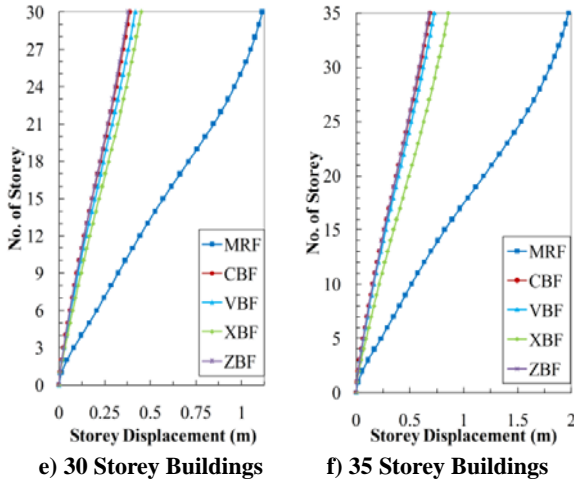 30
27
24
21
18
15
12
9
6
3
0
No. of Storey
MRF
CBF
VBF
XBF
ZBF
0 0.25 0.5 0.75 1
Storey Displacement (m)
e) 30 Storey Buildings
35
30
25
20
15
10
5
0
No. of Storey
MRF
CBF
VBF
XBF
ZBF
0 0.5 1 1.5 2
Storey Displacement (m)
f) 35 Storey Buildings